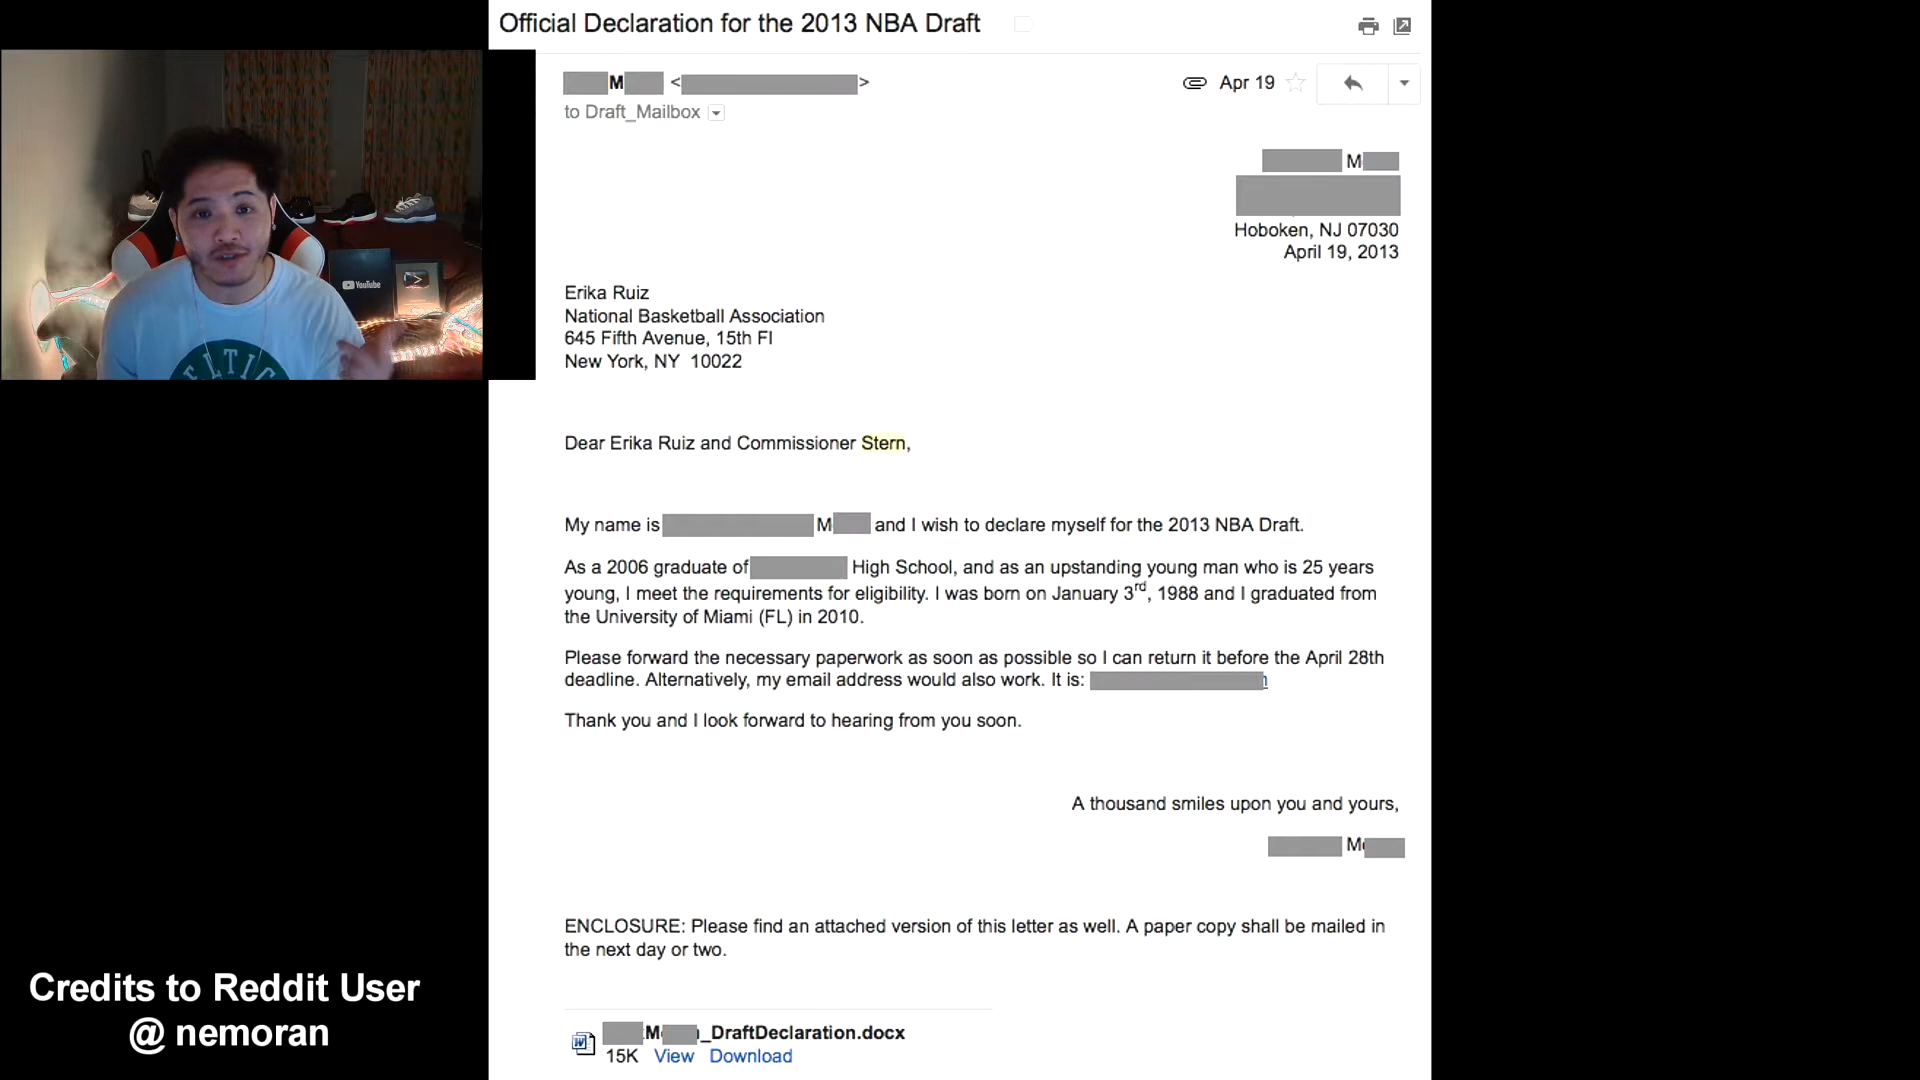 Official Declaration for the 2013 NBA Draft
M < >
Apr 19
to Draft_Mailbox
M
Hoboken, NJ 07030
April 19, 2013
Erika Ruiz
National Basketball Association
645 Fifth Avenue, 15th Fl
New York, NY 10022
YouTube
ELTIC
Dear Erika Ruiz and Commissioner Stern,
My name is M and I wish to declare myself for the 2013 NBA Draft.
As a 2006 graduate of High School, and as an upstanding young man who is 25 years
young, I meet the requirements for eligibility. I was born on January 3rd, 1988 and I graduated from
the University of Miami (FL) in 2010.
Please forward the necessary paperwork as soon as possible so I can return it before the April 28th
deadline. Alternatively, my email address would also work. It is:
Thank you and I look forward to hearing from you soon.
A thousand smiles upon you and yours,
M
ENCLOSURE: Please find an attached version of this letter as well. A paper copy shall be mailed in
the next day or two.
M _DraftDeclaration.docx
15K View Download
Credits to Reddit User
@ nemoran